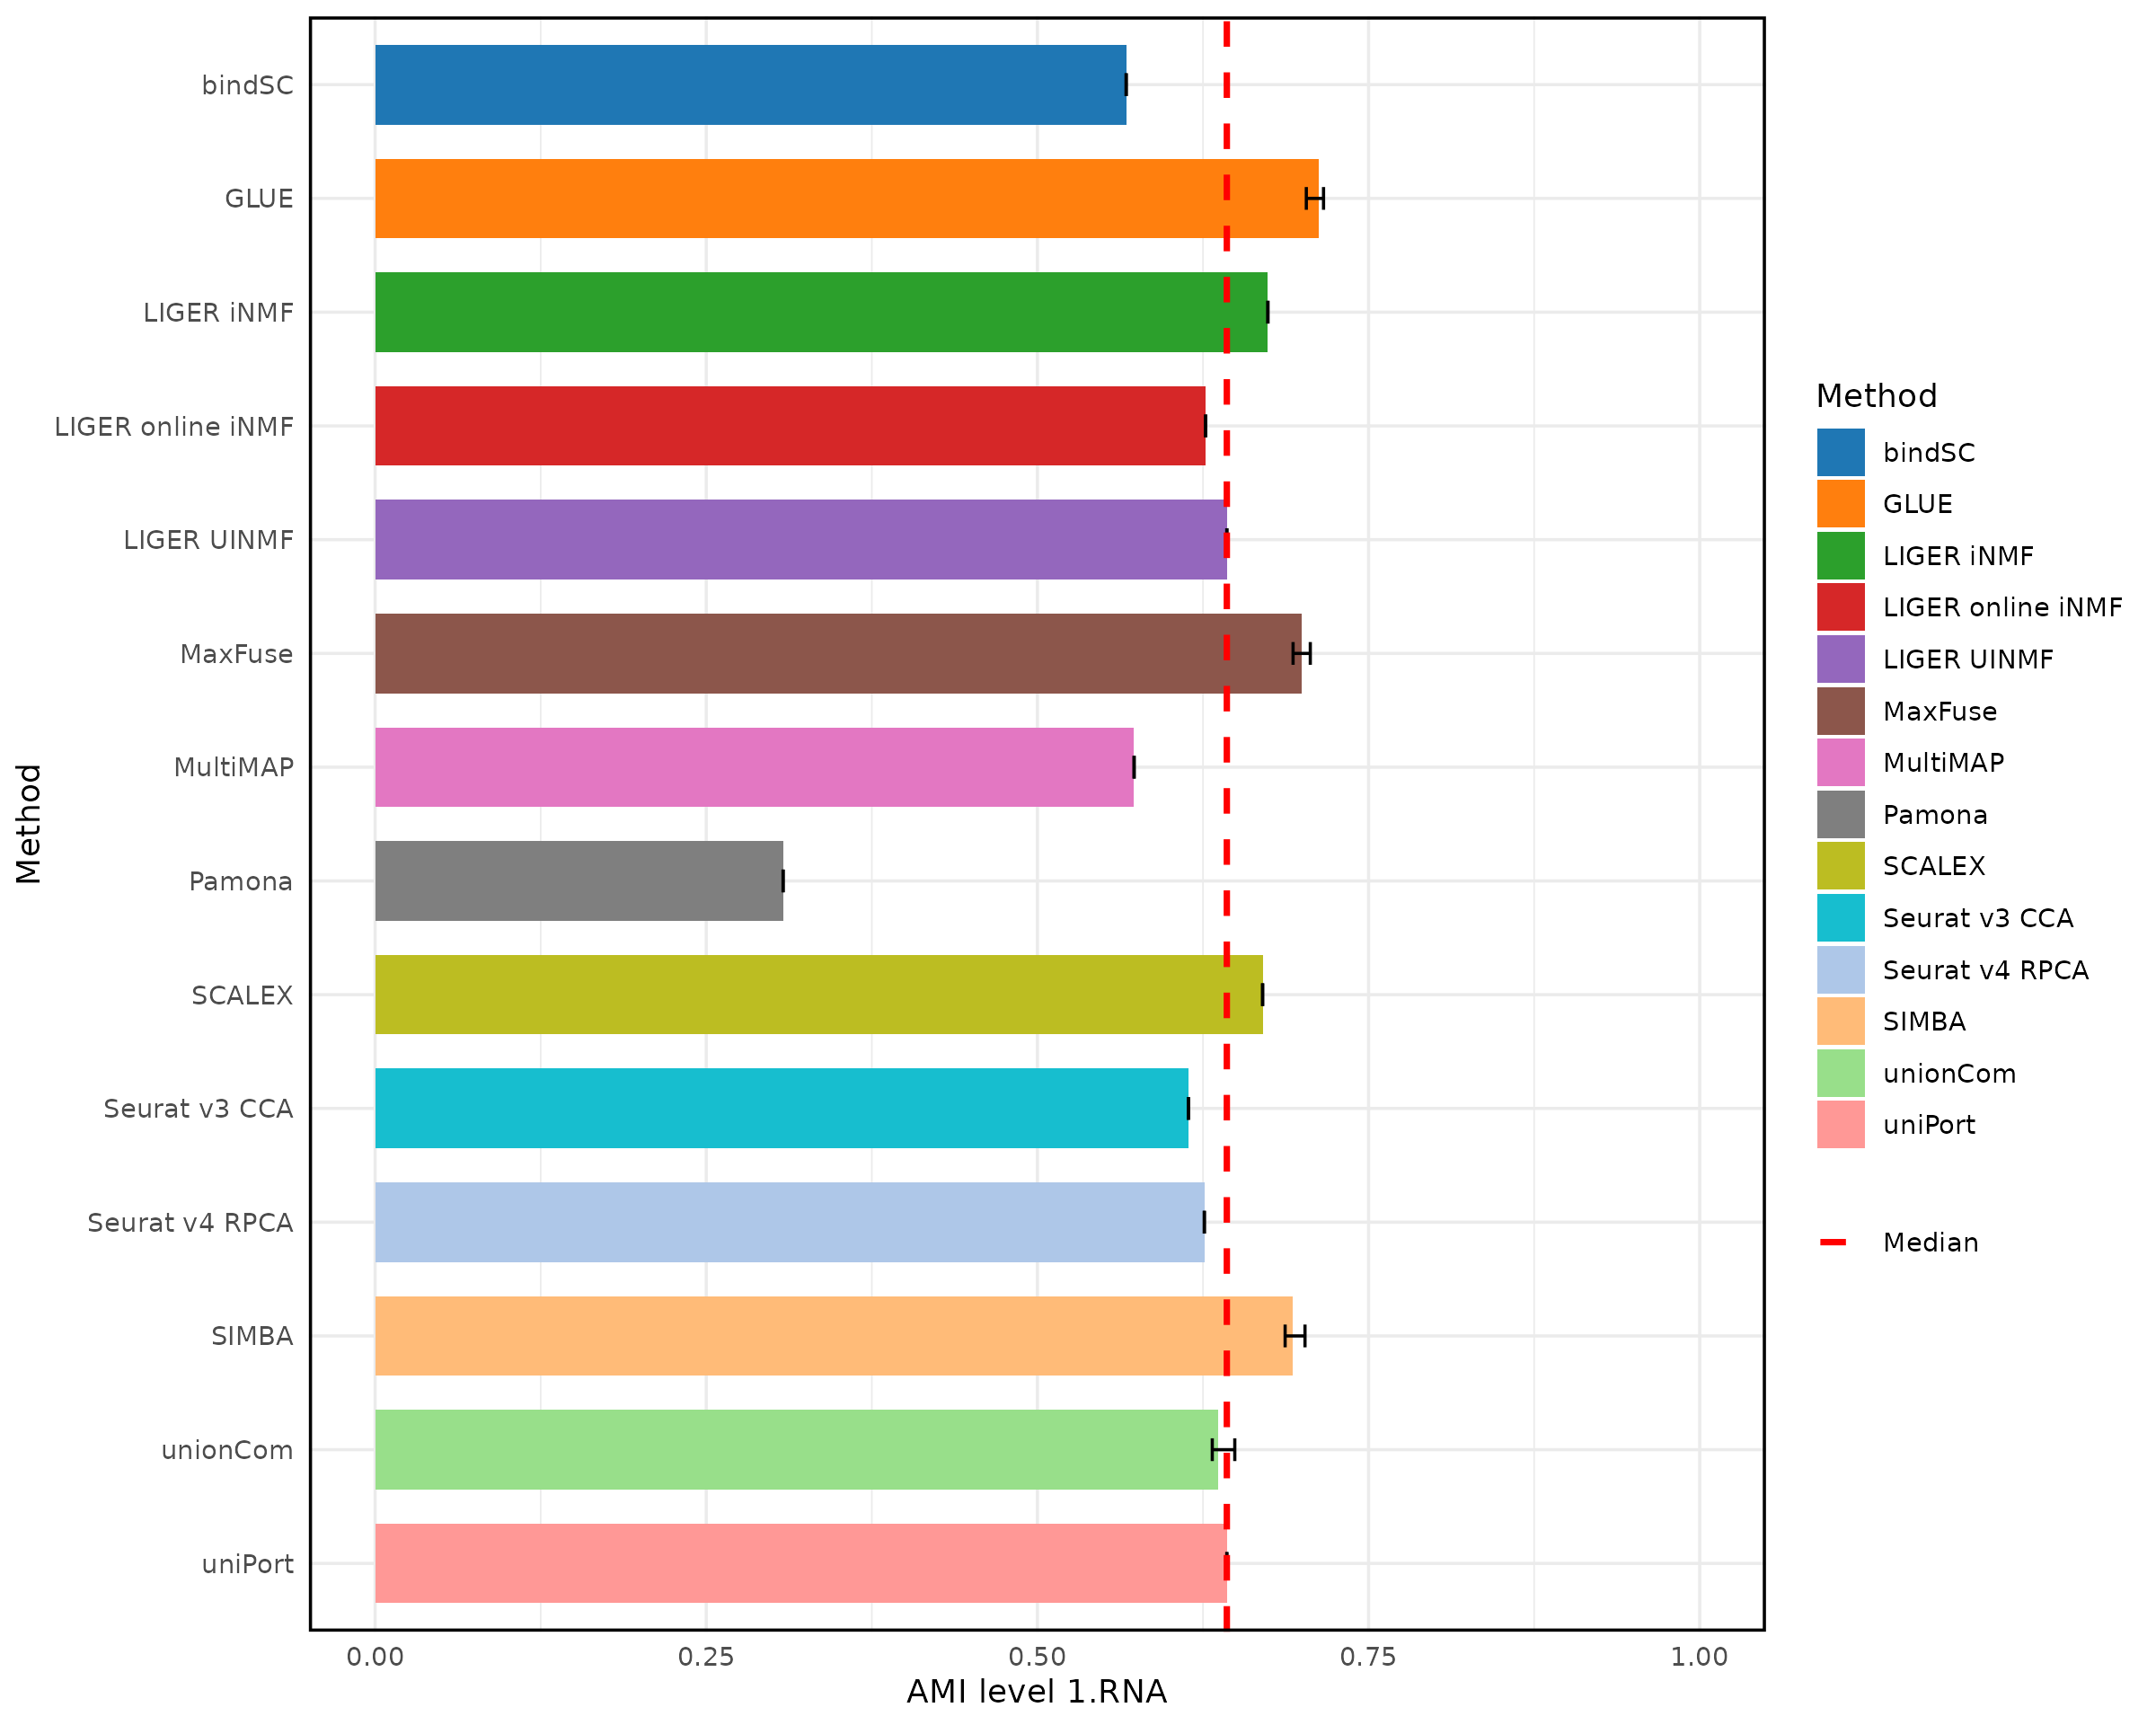 bindSC
GLUE
LIGER iNMF
LIGER online iNMF
LIGER UINMF
MaxFuse
MultiMAP
Pamona
SCALEX
Seurat v3 CCA
Seurat v4 RPCA
SIMBA
unionCom
uniPort
Method
0.00 0.25 0.50 0.75 1.00
AMI level 1.RNA
Method
bindSC
GLUE
LIGER iNMF
LIGER online iNMF
LIGER UINMF
MaxFuse
MultiMAP
Pamona
SCALEX
Seurat v3 CCA
Seurat v4 RPCA
SIMBA
unionCom
uniPort
Median